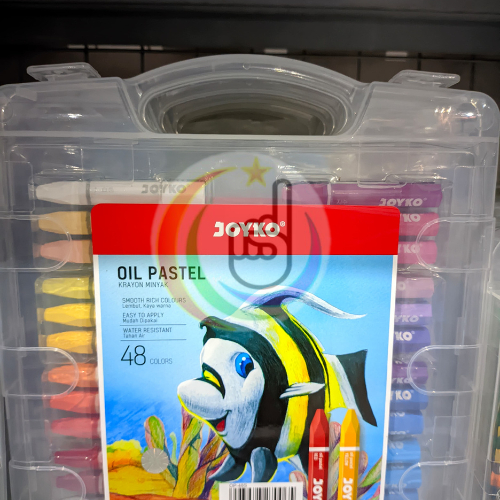 JOYKO
JOYKO
JOYKO®
OIL PASTEL
KRAYON MINYAK
SMOOTH RICH COLOURS
Lembut, Kaya warna
EASY TO APPLY
Mudah Dipakai
WATER RESISTANT
Tahan Air
48 COLORS